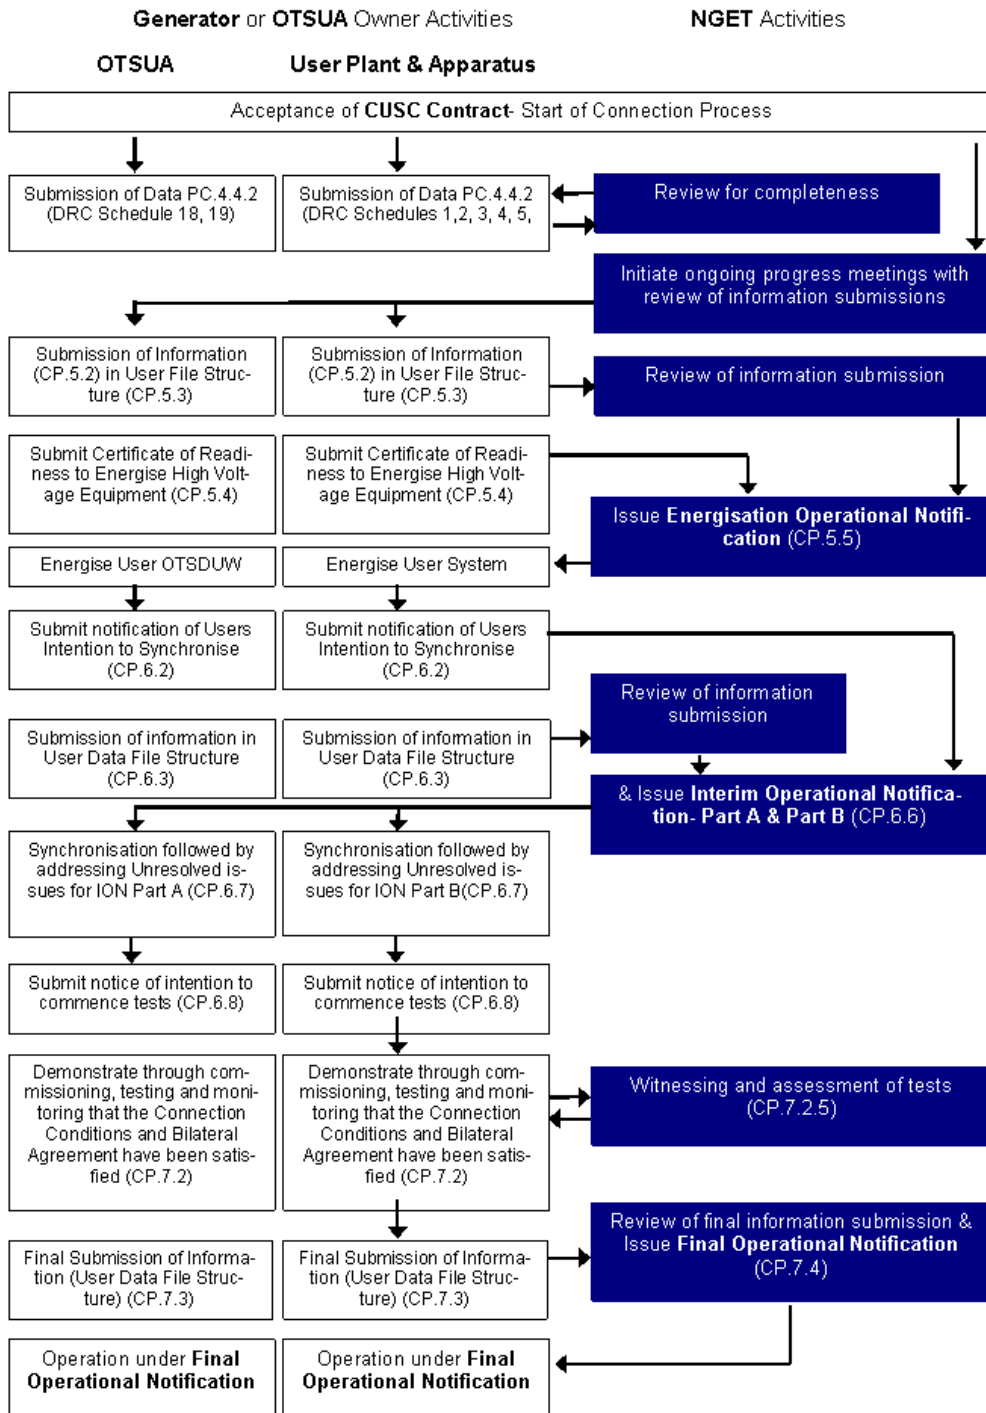 Generator or OTSUA Owner Activities
NGET Activities
OTSUA
User Plant & Apparatus
Acceptance of CUSC Contract- Start of Connection Process
Submission of Data PC.4.4.2
(DRC Schedule 18, 19)
Submission of Data PC.4.4.2
(DRC Schedules 1,2, 3, 4, 5,
Review for completeness
Initiate ongoing progress meetings with
review of information submissions
Submission of Information
(CP.5.2) in User File Struc-
ture (CP.5.3)
Submission of Information
(CP.5.2) in User File Struc-
ture (CP.5.3)
Review of information submission
Submit Certificate of Readi-
ness to Energise High Volt-
age Equipment (CP.5.4)
Submit Certificate of Readi-
ness to Energise High Volt-
age Equipment (CP.5.4)
Issue Energisation Operational Notifi-
cation (CP.5.5)
Energise User OTSDUW
Energise User System
Submit notification of Users
Intention to Synchronise
(CP.6.2)
Submit notification of Users
Intention to Synchronise
(CP.6.2)
Review of information
submission
Submission of information in
User Data File Structure
(CP.6.3)
Submission of information in
User Data File Structure
(CP.6.3)
& Issue Interim Operational Notifica-
tion- Part A & Part B (CP.6.6)
Synchronisation followed by
addressing Unresolved is-
sues for ION Part A (CP.6.7)
Synchronisation followed by
addressing Unresolved is-
sues for ION Part B(CP.6.7)
Submit notice of intention to
commence tests (CP.6.8)
Submit notice of intention to
commence tests (CP.6.8)
Demonstrate through com-
missioning, testing and moni-
toring that the Connection
Conditions and Bilateral
Agreement have been satis-
fied (CP.7.2)
Demonstrate through com-
missioning, testing and moni-
toring that the Connection
Conditions and Bilateral
Agreement have been satis-
fied (CP.7.2)
Witnessing and assessment of tests
(CP.7.2.5)
Review of final information submission &
Issue Final Operational Notification
(CP.7.4)
Final Submission of Informa-
tion (User Data File Struc-
ture) (CP.7.3)
Final Submission of Informa-
tion (User Data File Struc-
ture) (CP.7.3)
Operation under Final
Operational Notification
Operation under Final
Operational Notification